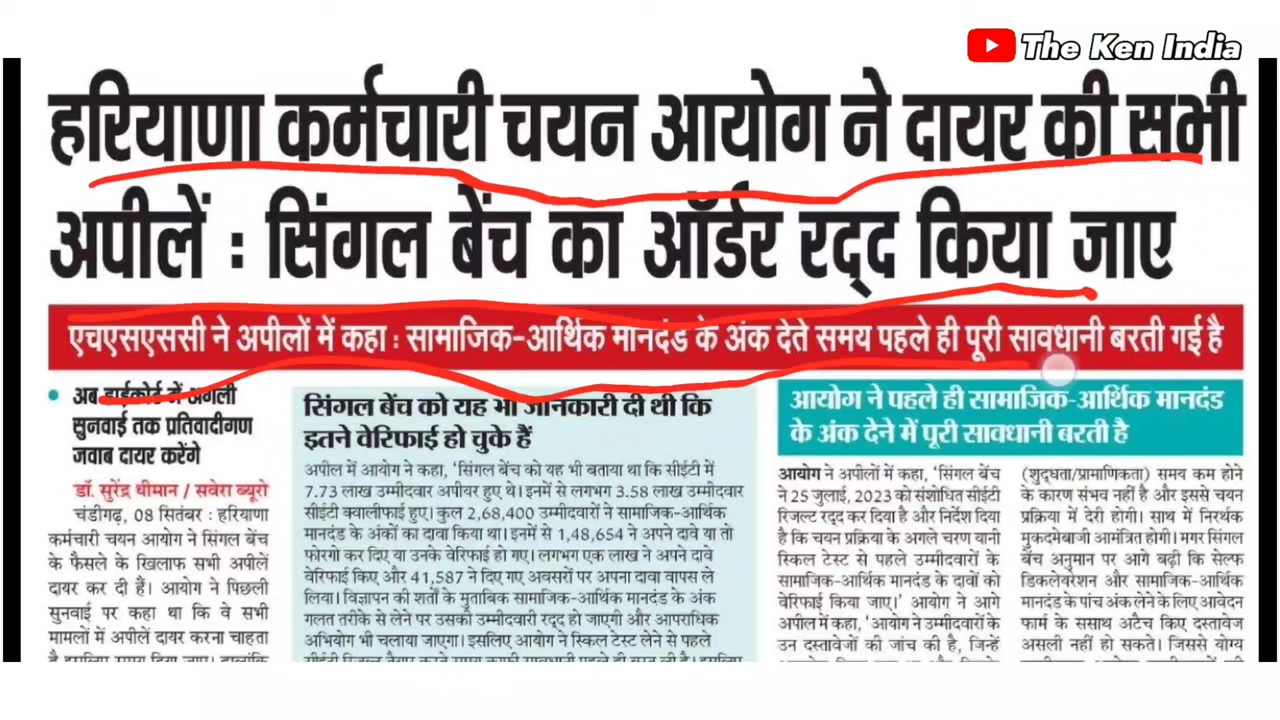 The Ken India
हरियाणा कर्मचारी चयन आयोग ने दायर की सभी
अपीलें : सिंगल बेंच का ऑर्डर रद्द किया जाए
एचएसएससी ने अपीलों में कहा : सामाजिक-आर्थिक मानदंड के अंक देते समय पहले ही पूरी सावधानी बरती गई है
अब हाईकोर्ट में अगली
सुनवाई तक प्रतिवादीगण
जवाब दायर करेंगे
डॉ. सुरेंद्र धीमान / सवेरा ब्यूरो
चंडीगढ़, 08 सितंबर : हरियाणा
कर्मचारी चयन आयोग ने सिंगल बेंच
के फैसले के खिलाफ सभी अपीलें
दायर कर दी हैं। आयोग ने पिछली
सुनवाई पर कहा था कि वे सभी
मामलों में अपीलें दायर करना चाहता
सिंगल बेंच को यह भी जानकारी दी थी कि
इतने वेरिफाई हो चुके हैं
अपील में आयोग ने कहा, 'सिंगल बेंच को यह भी बताया था कि सीईटी में
7.73 लाख उम्मीदवार अपीयर हुए थे। इनमें से लगभग 3.58 लाख उम्मीदवार
सीईटी क्वालीफाई हुए। कुल 2,68,400 उम्मीदवारों ने सामाजिक-आर्थिक
मानदंड के अंकों का दावा किया था। इनमें से 1,48,654 ने अपने दावे या तो
फोरगो कर दिए या उनके वेरिफाई हो गए। लगभग एक लाख ने अपने दावे
वेरिफाई किए और 41,587 ने दिए गए अवसरों पर अपना दावा वापस ले
लिया। विज्ञापन की शर्तों के मुताबिक सामाजिक-आर्थिक मानदंड के अंक
गलत तरीके से लेने पर उसकी उम्मीदवारी रद्द हो जाएगी और आपराधिक
अभियोग भी चलाया जाएगा। इसलिए आयोग ने स्किल टेस्ट लेने से पहले
आयोग ने पहले ही सामाजिक-आर्थिक मानदंड
के अंक देने में पूरी सावधानी बरती है
आयोग ने अपीलों में कहा, 'सिंगल बेंच
ने 25 जुलाई, 2023 को संशोधित सीईटी
रिजल्ट रद्द कर दिया है और निर्देश दिया
है कि चयन प्रक्रिया के अगले चरण यानी
स्किल टेस्ट से पहले उम्मीदवारों के
सामाजिक-आर्थिक मानदंड के दावों को
वेरिफाई किया जाए।' आयोग ने आगे
अपील में कहा, 'आयोग ने उम्मीदवारों के
उन दस्तावेजों की जांच की है, जिन्हें
(शुद्धता/प्रामाणिकता) समय कम होने
के कारण संभव नहीं है और इससे चयन
प्रक्रिया में देरी होगी। साथ में निरर्थक
मुकदमेबाजी आमंत्रित होगी। मगर सिंगल
बेंच अनुमान पर आगे बढ़ी कि सेल्फ
डिकलेरेशन और सामाजिक-आर्थिक
मानदंड के पांच अंक लेने के लिए आवेदन
फार्म के ससाथ अटैच किए दस्तावेज
असली नहीं हो सकते। जिससे योग्य